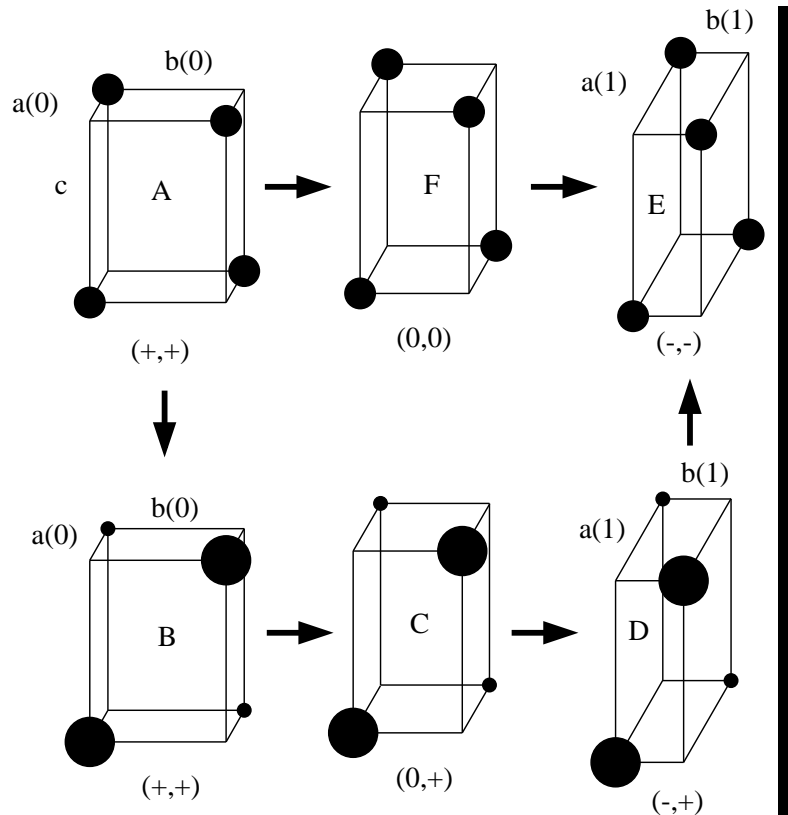 b(1)
b(0)
a(1)
a(0)
c
A
F
E
(+,+)
(0,0)
(-,-)
b(1)
b(0)
a(0)
a(1)
B
C
D
(+,+)
(0,+)
(-,+)